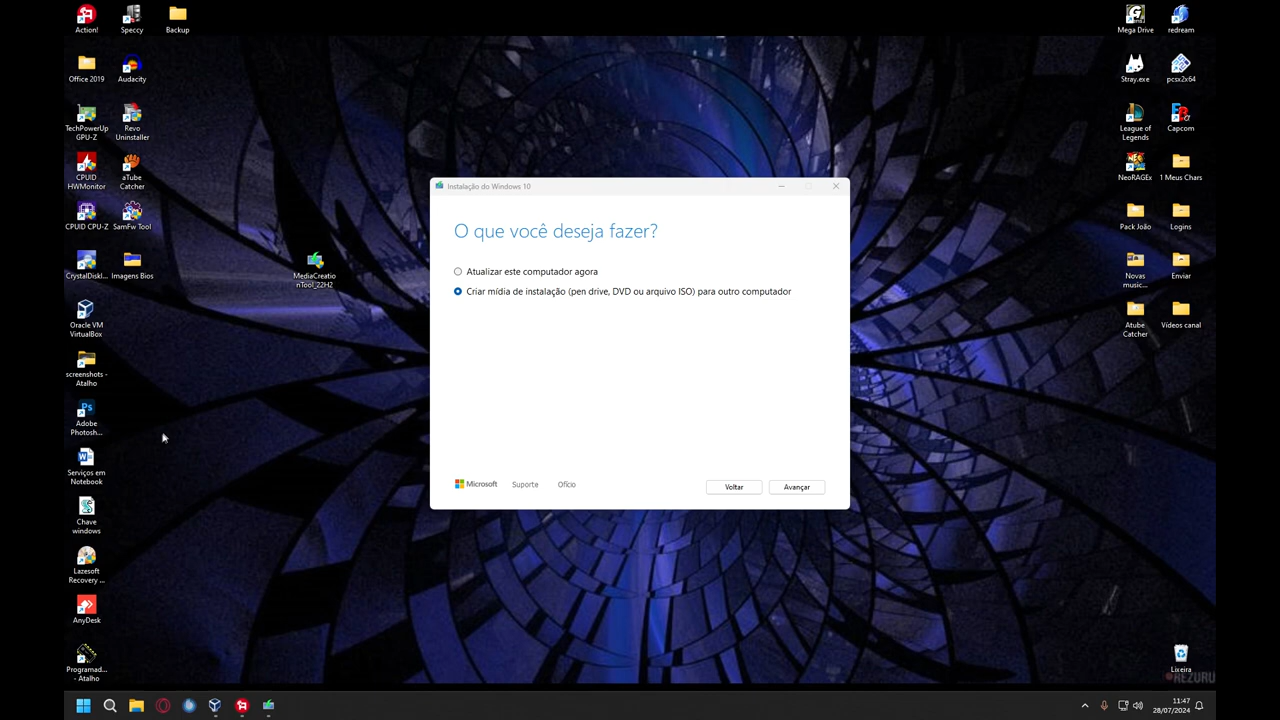 Action!
Speccy
Backup
Office 2019
Audacity
TechPowerUp
GPU-Z
Revo
Uninstaller
CPUID
HWMonitor
aTube
Catcher
CPUID CPU-Z
SamFw Tool
CrystalDiskI...
Imagens Bios
Oracle VM
VirtualBox
screenshots -
Atalho
Adobe
Photosh...
Serviços em
Notebook
Chave
windows
Lazesoft
Recovery ...
AnyDesk
Programad...
- Atalho
MediaCreatio
nTool_22H2
Instalação do Windows 10
O que você deseja fazer?
Atualizar este computador agora
Criar mídia de instalação (pen drive, DVD ou arquivo ISO) para outro computador
Microsoft
Suporte
Ofício
Voltar
Avançar
Mega Drive
redream
Stray.exe
pcsx2x64
League of
Legends
Capcom
NeoRAGEx
1 Meus Chars
Pack João
Logins
Novas
music...
Enviar
Atube
Catcher
Vídeos canal
Lixeira
REZURU
11:47
28/07/2024